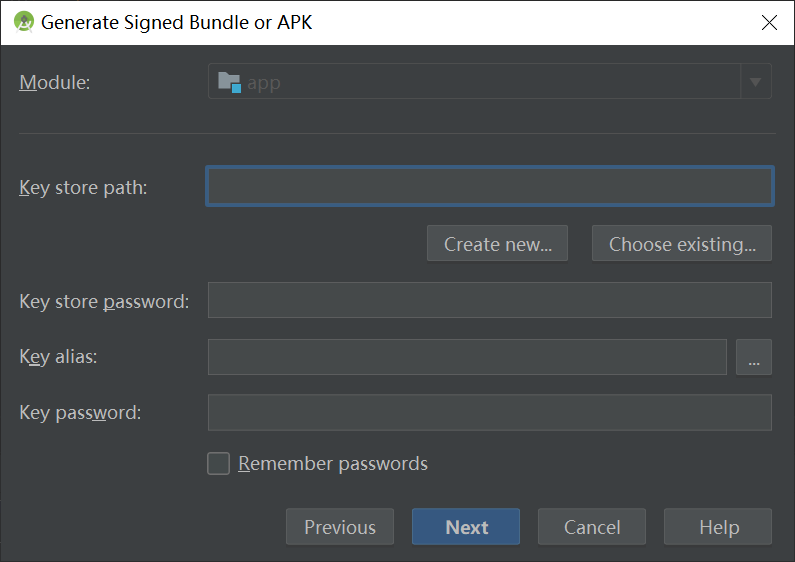 Generate Signed Bundle or APK
Module:
app
Key store path:
Create new...
Choose existing...
Key store password:
Key alias:
...
Key password:
Remember passwords
Previous
Next
Cancel
Help